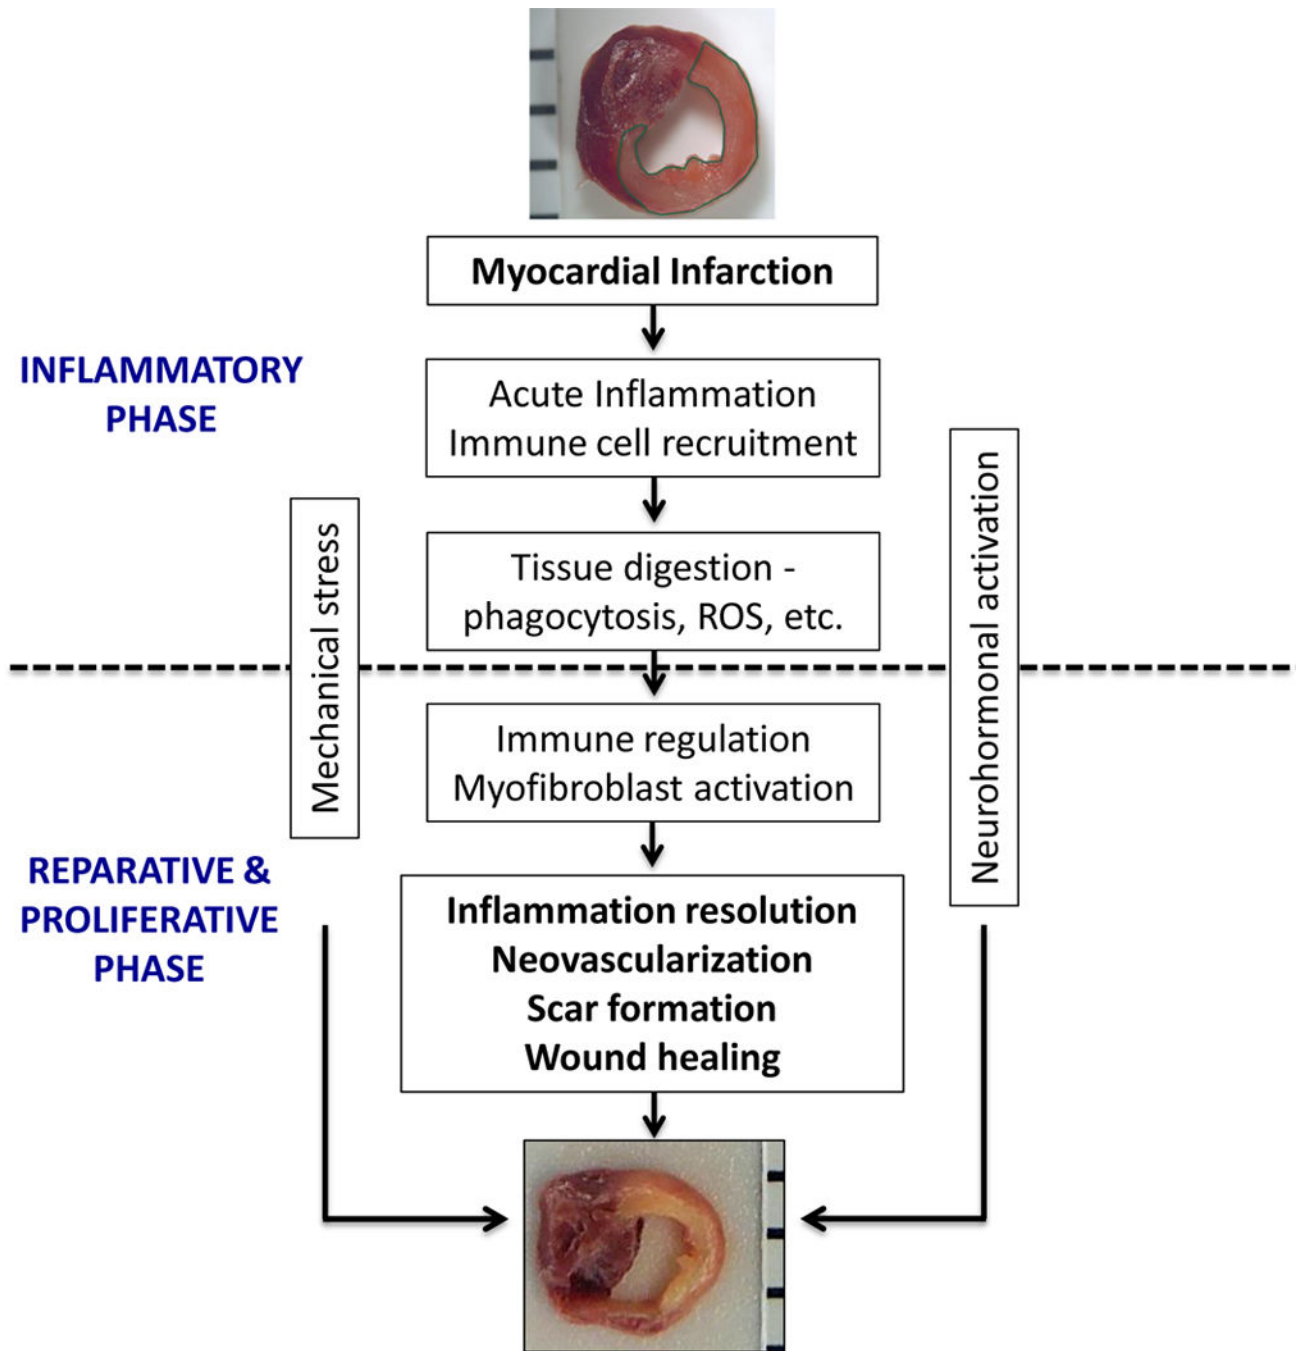 Myocardial Infarction
INFLAMMATORY
PHASE
Acute Inflammation
Immune cell recruitment
Tissue digestion -
phagocytosis, ROS, etc.
Mechanical stress
Neurohormonal activation
Immune regulation
Myofibroblast activation
REPARATIVE &
PROLIFERATIVE
PHASE
Inflammation resolution
Neovascularization
Scar formation
Wound healing